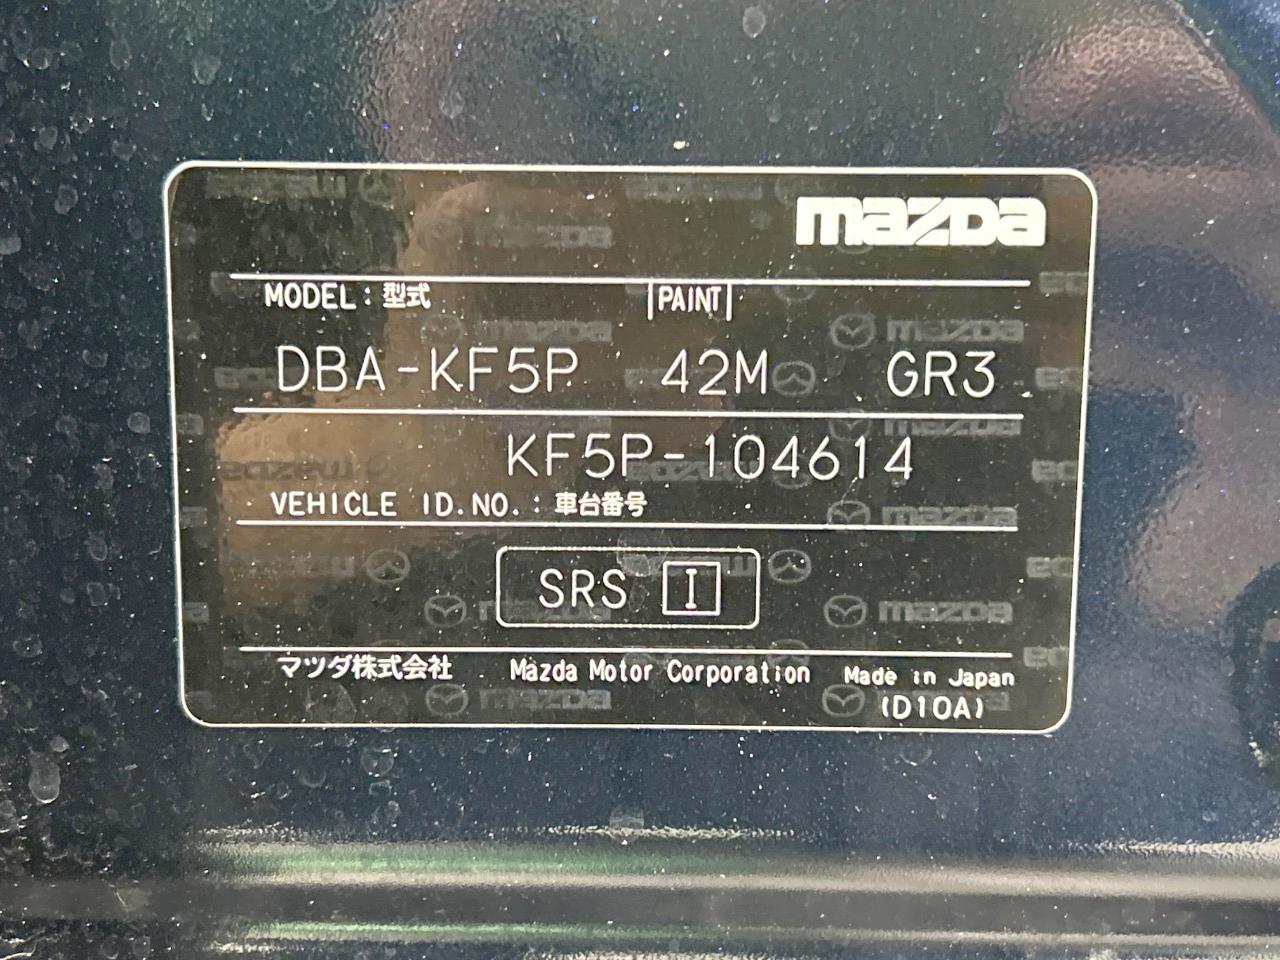 mazda
MODEL : 型式 |PAINT|
DBA-KF5P 42M GR3
KF5P-104614
VEHICLE ID.NO. : 車台番号
SRS I
マツダ株式会社 Mazda Motor Corporation Made in Japan
(D10A)